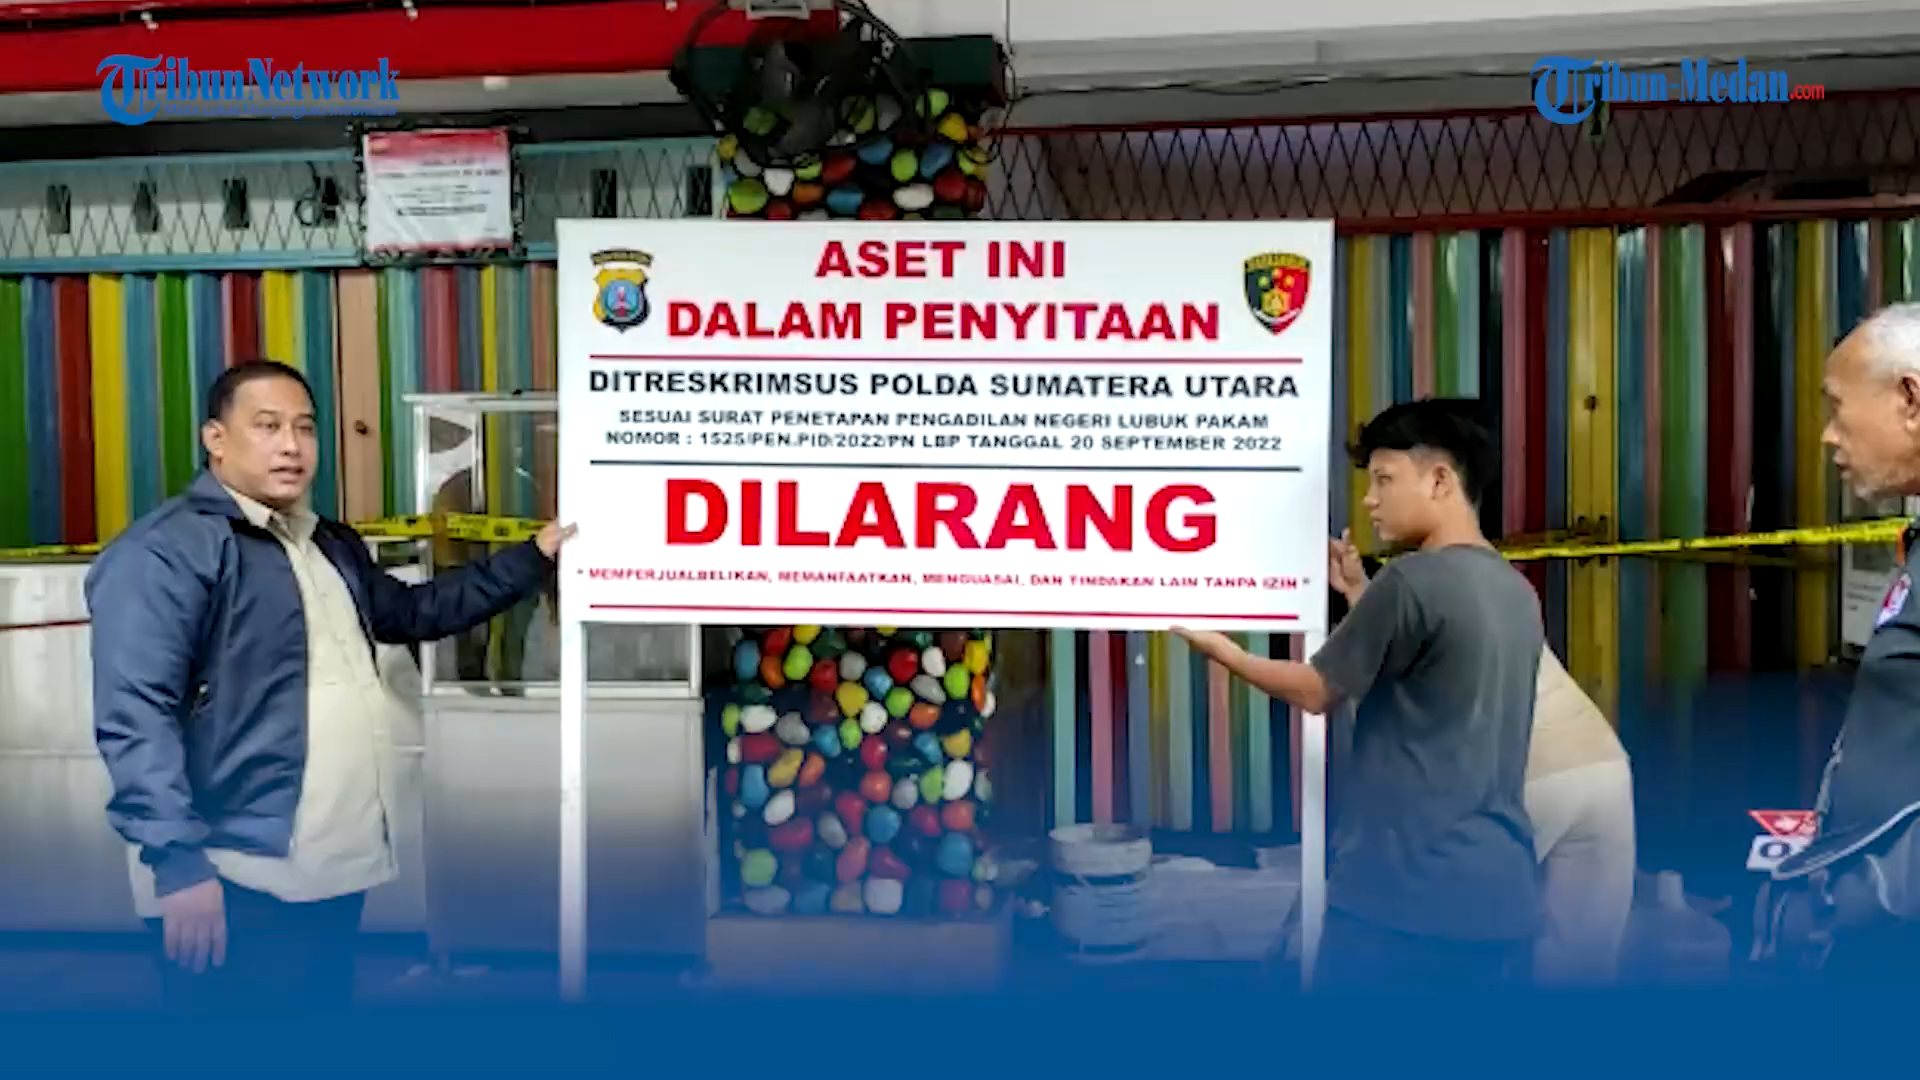 Tribun Network
Tribun-Medan.com
ASET INI
DALAM PENYITAAN
DITRESKRIMSUS POLDA SUMATERA UTARA
SESUAI SURAT PENETAPAN PENGADILAN NEGERI LUBUK PAKAM
NOMOR : 1525/PEN.PID/2022/PN LBP TANGGAL 20 SEPTEMBER 2022
DILARANG
" MEMPERJUALBELIKAN, MEMANFAATKAN, MENGUASAI, DAN TINDAKAN LAIN TANPA IZIN "